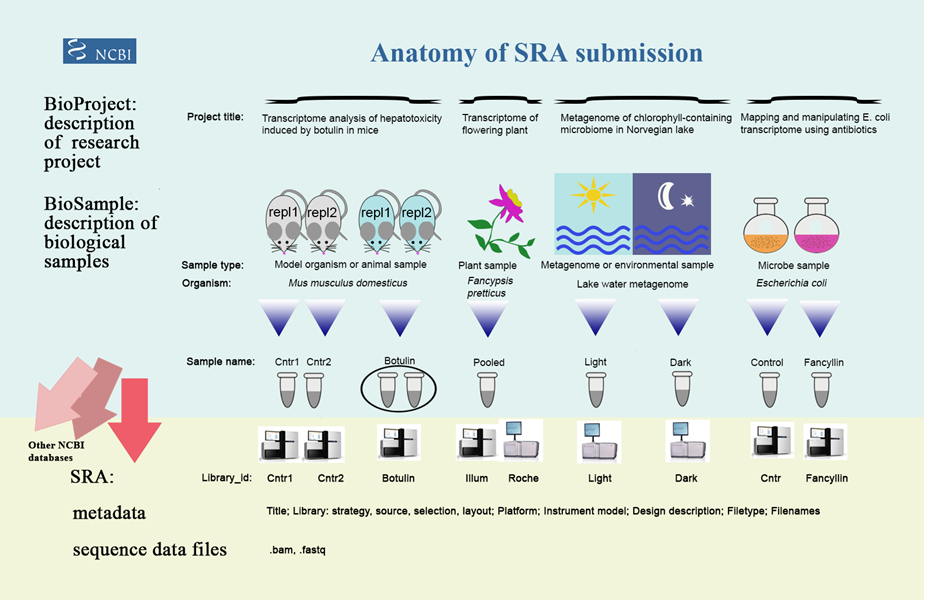 NCBI
Anatomy of SRA submission
BioProject:
description
of research
project
Project title:
Transcriptome analysis of hepatotoxicity
induced by botulin in mice
Transcriptome of
flowering plant
Metagenome of chlorophyll-containing
microbiome in Norvegian lake
Mapping and manipulating E. coli
transcriptome using antibiotics
BioSample:
description of
biological
samples
repl1 repl2 repl1 repl2
Sample type: Model organism or animal sample Plant sample Metagenome or environmental sample Microbe sample
Organism: Mus musculus domesticus Fancypsis
pretticus
Lake water metagenome Escherichia coli
Sample name: Cntr1 Cntr2 Botulin Pooled Light Dark Control Fancyllin
Other NCBI
databases
SRA:
Library_id: Cntr1 Cntr2 Botulin Illum Roche Light Dark Cntr Fancyllin
metadata
Title; Library: strategy, source, selection, layout; Platform; Instrument model; Design description; Filetype; Filenames
sequence data files
.bam, .fastq